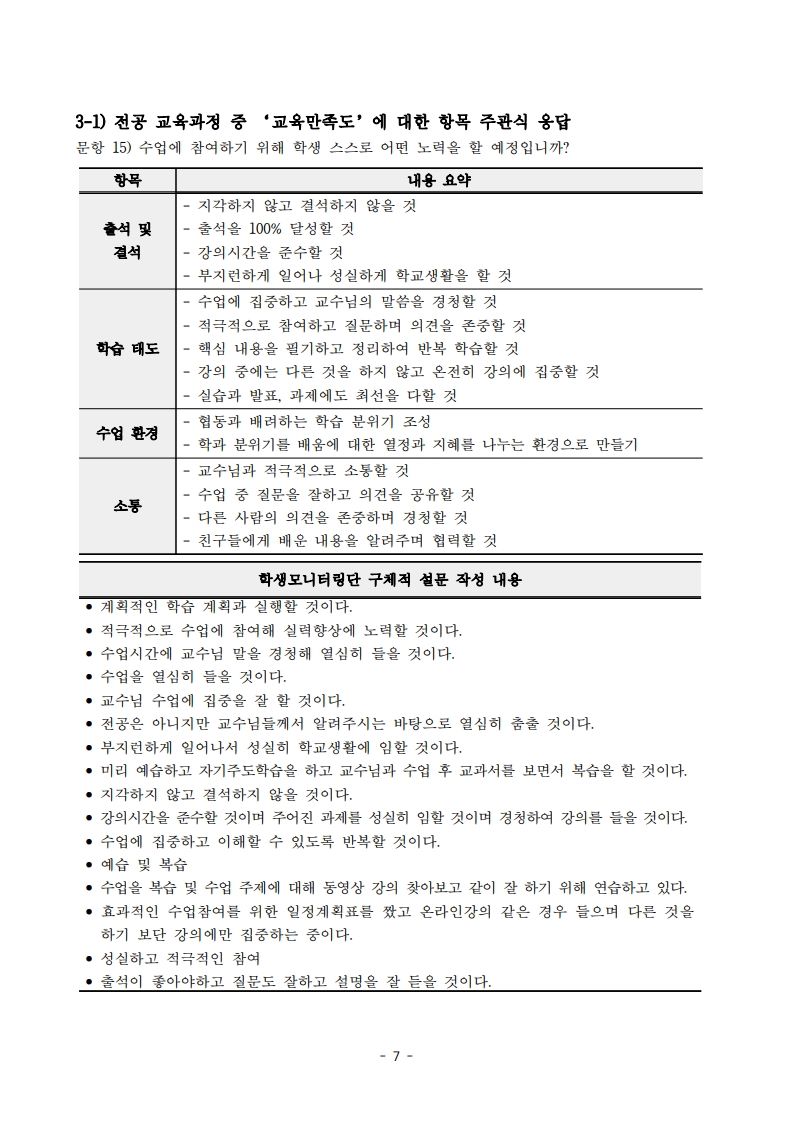 3-1) 전공 교육과정 중 ‘교육만족도’에 대한 항목 주관식 응답
문항 15) 수업에 참여하기 위해 학생 스스로 어떤 노력을 할 예정입니까?
항목 내용 요약
출석 및
결석
- 지각하지 않고 결석하지 않을 것
- 출석을 100% 달성할 것
- 강의시간을 준수할 것
- 부지런하게 일어나 성실하게 학교생활을 할 것
학습 태도
- 수업에 집중하고 교수님의 말씀을 경청할 것
- 적극적으로 참여하고 질문하며 의견을 존중할 것
- 핵심 내용을 필기하고 정리하여 반복 학습할 것
- 강의 중에는 다른 것을 하지 않고 온전히 강의에 집중할 것
- 실습과 발표, 과제에도 최선을 다할 것
수업 환경
- 협동과 배려하는 학습 분위기 조성
- 학과 분위기를 배움에 대한 열정과 지혜를 나누는 환경으로 만들기
소통
- 교수님과 적극적으로 소통할 것
- 수업 중 질문을 잘하고 의견을 공유할 것
- 다른 사람의 의견을 존중하며 경청할 것
- 친구들에게 배운 내용을 알려주며 협력할 것
학생모니터링단 구체적 설문 작성 내용
● 계획적인 학습 계획과 실행할 것이다.
● 적극적으로 수업에 참여해 실력향상에 노력할 것이다.
● 수업시간에 교수님 말을 경청해 열심히 들을 것이다.
● 수업을 열심히 들을 것이다.
● 교수님 수업에 집중을 잘 할 것이다.
● 전공은 아니지만 교수님들께서 알려주시는 바탕으로 열심히 춤출 것이다.
● 부지런하게 일어나서 성실히 학교생활에 임할 것이다.
● 미리 예습하고 자기주도학습을 하고 교수님과 수업 후 교과서를 보면서 복습을 할 것이다.
● 지각하지 않고 결석하지 않을 것이다.
● 강의시간을 준수할 것이며 주어진 과제를 성실히 임할 것이며 경청하여 강의를 들을 것이다.
● 수업에 집중하고 이해할 수 있도록 반복할 것이다.
● 예습 및 복습
● 수업을 복습 및 수업 주제에 대해 동영상 강의 찾아보고 같이 잘 하기 위해 연습하고 있다.
● 효과적인 수업참여를 위한 일정계획표를 짰고 온라인강의 같은 경우 들으며 다른 것을
하기 보단 강의에만 집중하는 중이다.
● 성실하고 적극적인 참여
● 출석이 좋아야하고 질문도 잘하고 설명을 잘 듣을 것이다.
- 7 -